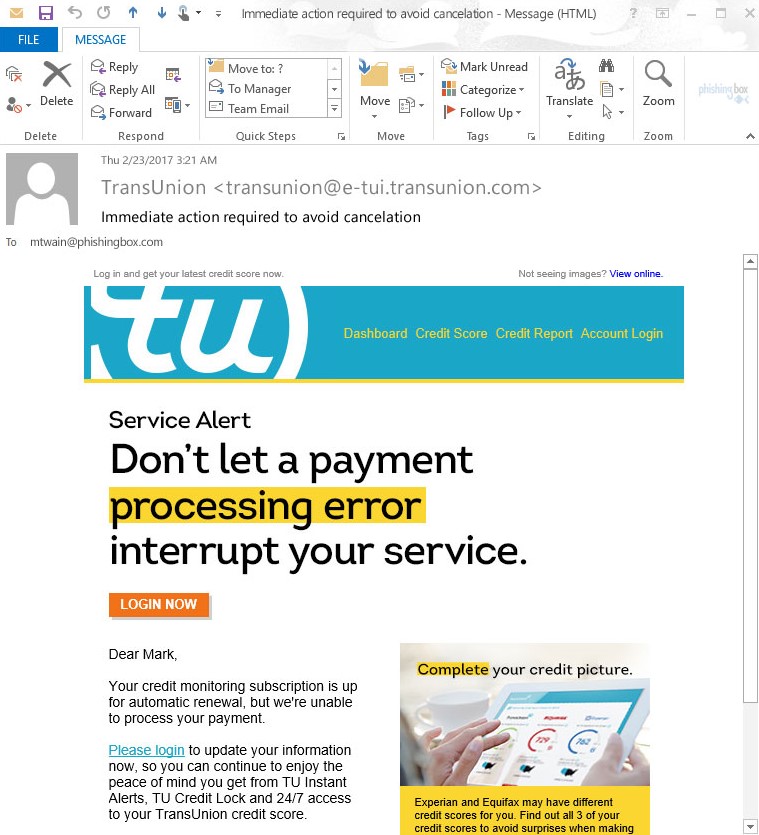 Immediate action required to avoid cancelation - Message (HTML)
FILE
MESSAGE
Reply
Reply All
Forward
Delete
Move to: ?
To Manager
Team Email
Move
Mark Unread
Categorize
Follow Up
Translate
Zoom
phishingbox
Delete
Respond
Quick Steps
Move
Tags
Editing
Zoom
Thu 2/23/2017 3:21 AM
TransUnion <transunion@e-tui.transunion.com>
Immediate action required to avoid cancelation
To mtwain@phishingbox.com
Log in and get your latest credit score now.
Not seeing images? View online.
tu
Dashboard Credit Score Credit Report Account Login
Service Alert
Don't let a payment
processing error
interrupt your service.
LOGIN NOW
Dear Mark,
Your credit monitoring subscription is up
for automatic renewal, but we're unable
to process your payment.
Please login to update your information
now, so you can continue to enjoy the
peace of mind you get from TU Instant
Alerts, TU Credit Lock and 24/7 access
to your TransUnion credit score.
Complete your credit picture.
729
762
Experian and Equifax may have different
credit scores for you. Find out all 3 of your
credit scores to avoid surprises when making